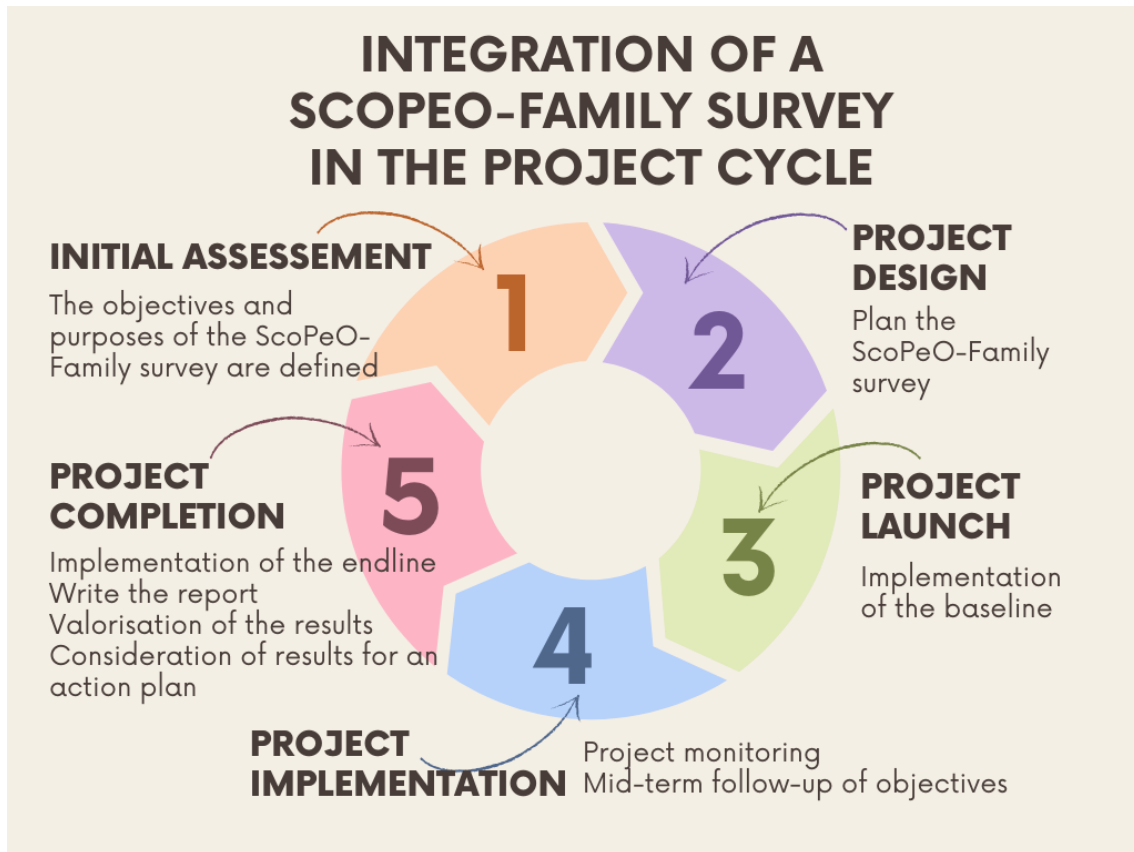 INTEGRATION OF A
SCOPEO-FAMILY SURVEY
IN THE PROJECT CYCLE
INITIAL ASSESSEMENT
The objectives and
purposes of the ScoPeO-
Family survey are defined
1
PROJECT
DESIGN
Plan the
ScoPeO-Family
survey
2
PROJECT
LAUNCH
Implementation
of the baseline
3
PROJECT
IMPLEMENTATION
Project monitoring
Mid-term follow-up of objectives
4
PROJECT
COMPLETION
Implementation of the endline
Write the report
Valorisation of the results
Consideration of results for an
action plan
5